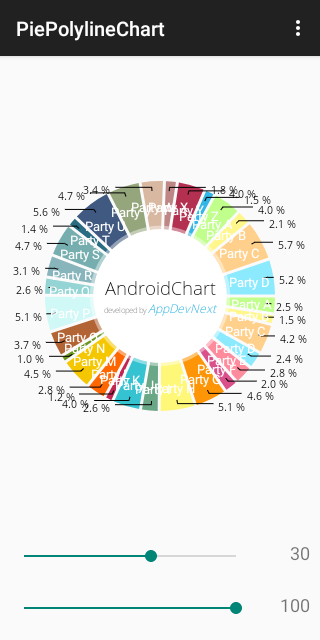 PiePolylineChart
3.4 %
1.8 %
4.0 %
4.7 %
1.5 %
4.0 %
5.6 %
2.1 %
1.4 %
4.7 %
5.7 %
3.1 %
5.2 %
2.6 %
2.5 %
5.1 %
1.5 %
4.2 %
3.7 %
1.0 %
2.4 %
4.5 %
2.8 %
2.8 %
2.0 %
1.2 %
4.6 %
4.0 %
2.6 %
5.1 %
Party U
Party Z
Party B
Party S
Party C
Party R
Party D
Party Q
Party P
Party C
Party N
Party M
AndroidChart
developed by AppDevNext
30
100